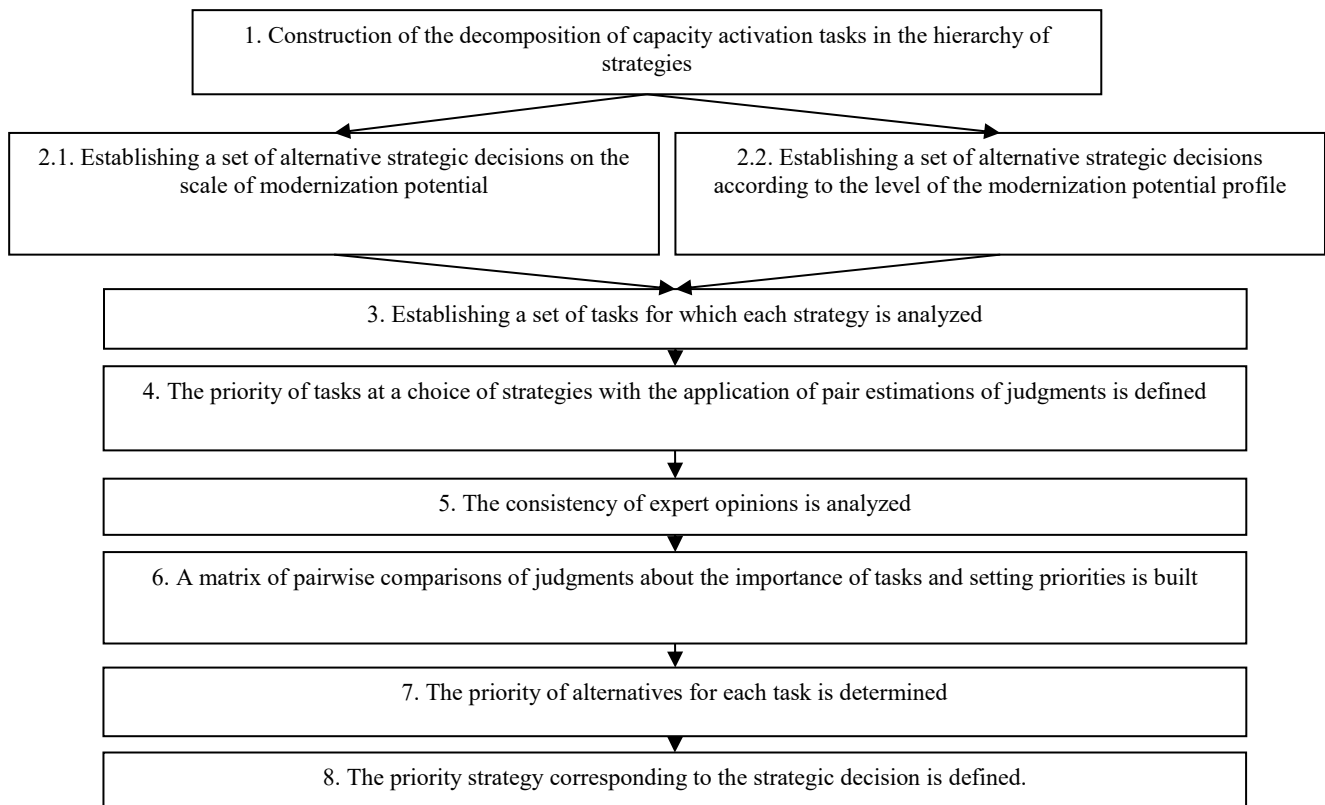 1. Construction of the decomposition of capacity activation tasks in the hierarchy of
strategies
2.1. Establishing a set of alternative strategic decisions on the
scale of modernization potential
2.2. Establishing a set of alternative strategic decisions
according to the level of the modernization potential profile
3. Establishing a set of tasks for which each strategy is analyzed
4. The priority of tasks at a choice of strategies with the application of pair estimations of judgments is defined
5. The consistency of expert opinions is analyzed
6. A matrix of pairwise comparisons of judgments about the importance of tasks and setting priorities is built
7. The priority of alternatives for each task is determined
8. The priority strategy corresponding to the strategic decision is defined.